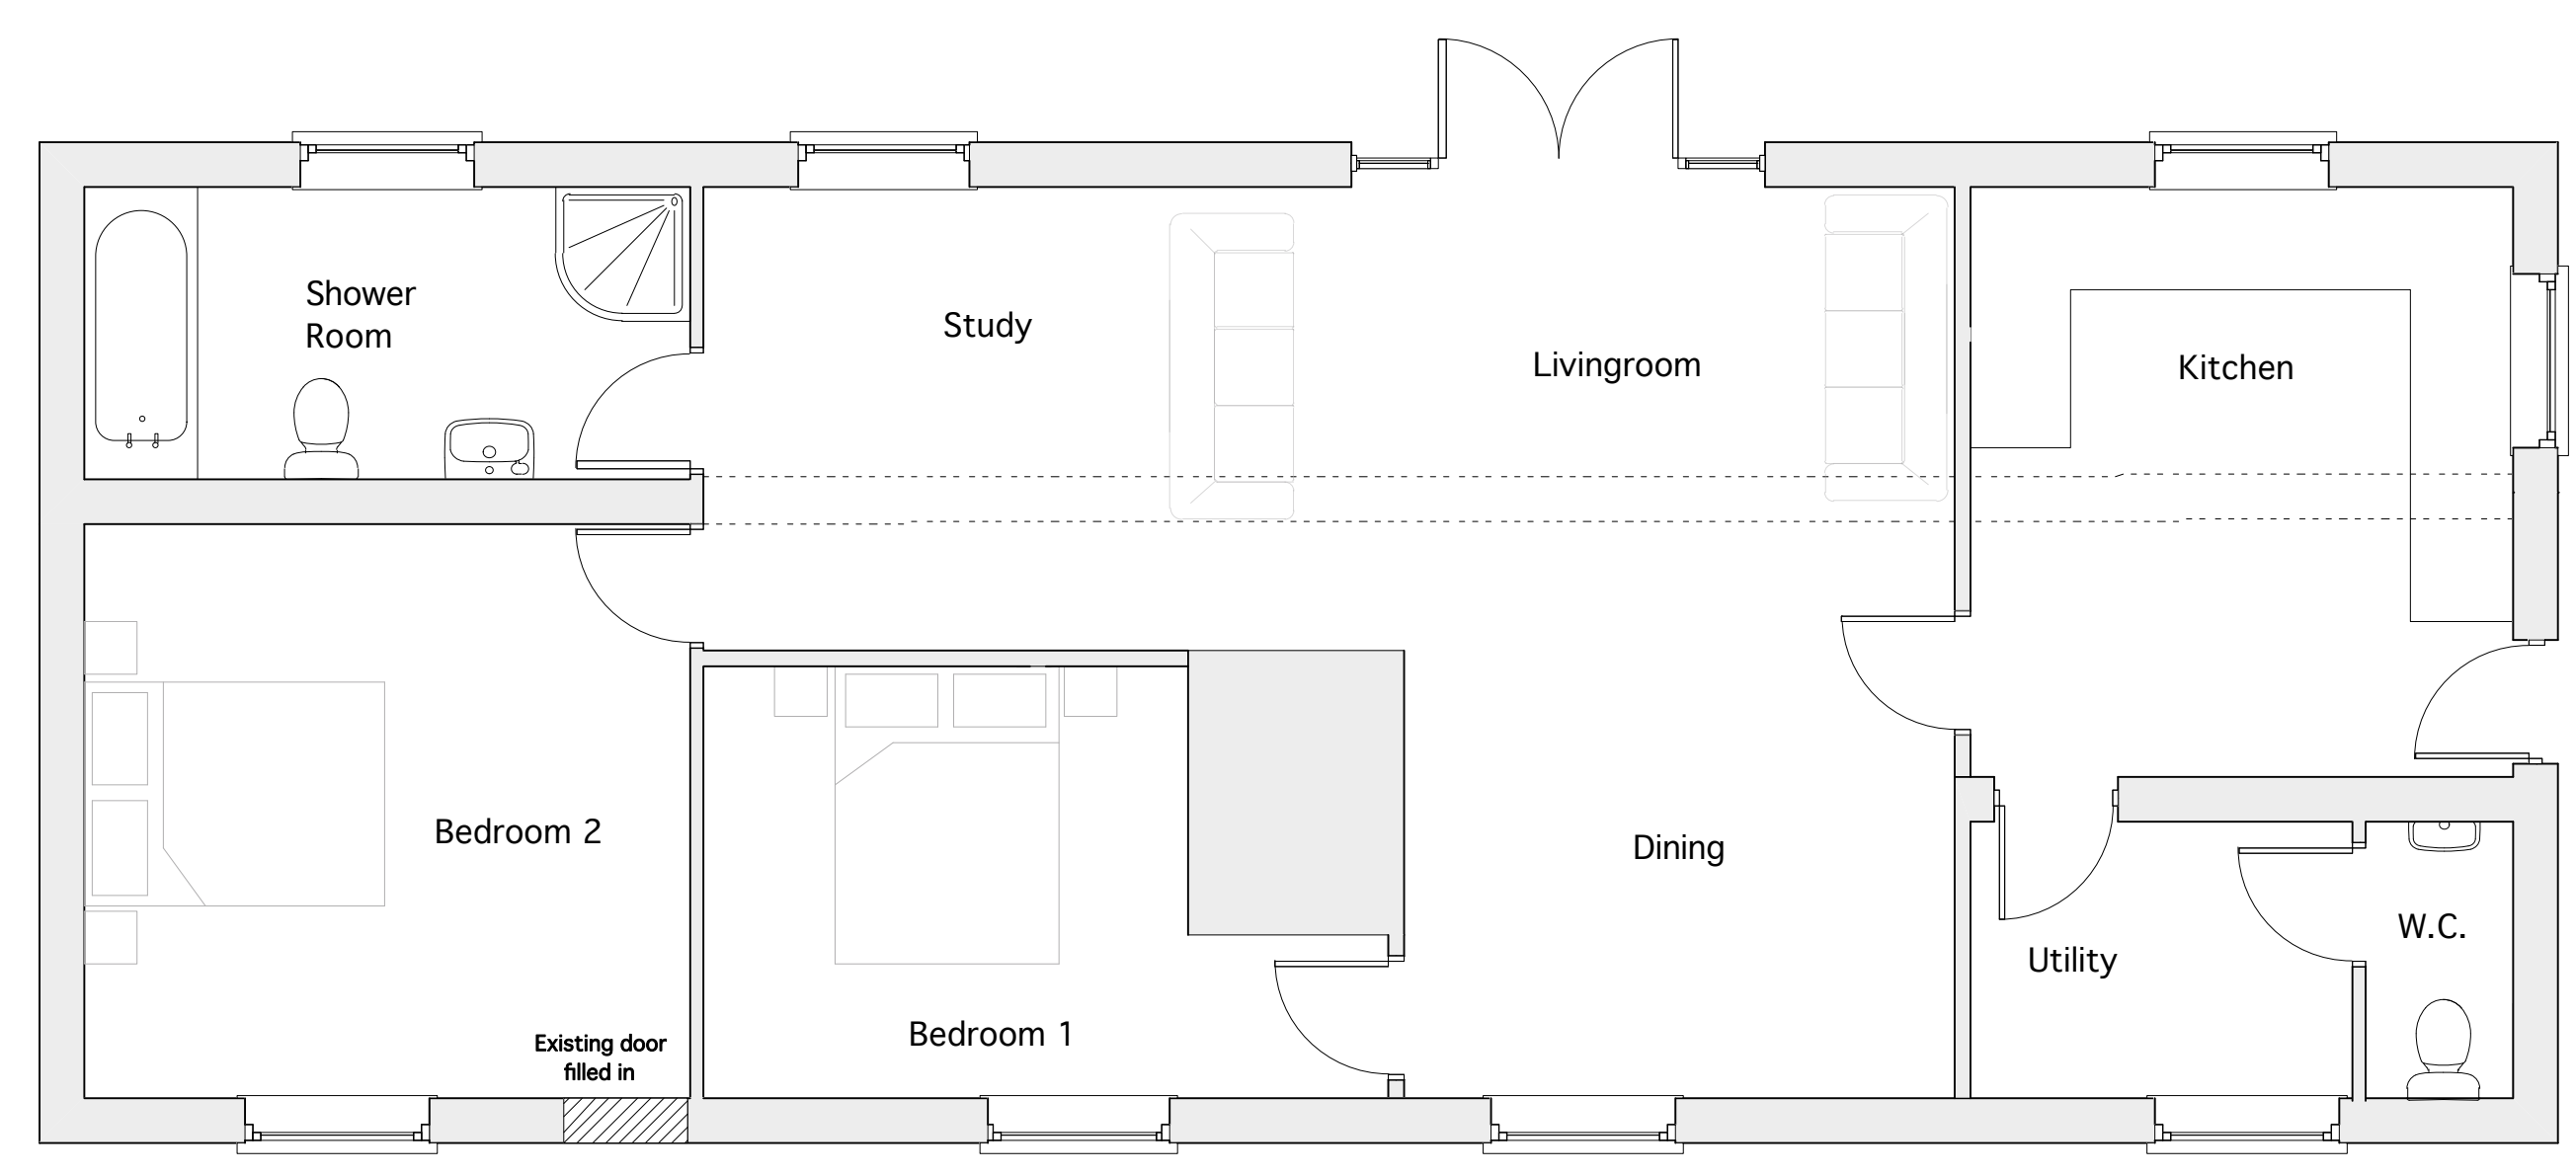 Shower
Room
Study
Livingroom
Kitchen
Bedroom 2
Dining
W.C.
Utility
Bedroom 1
Existing door
filled in